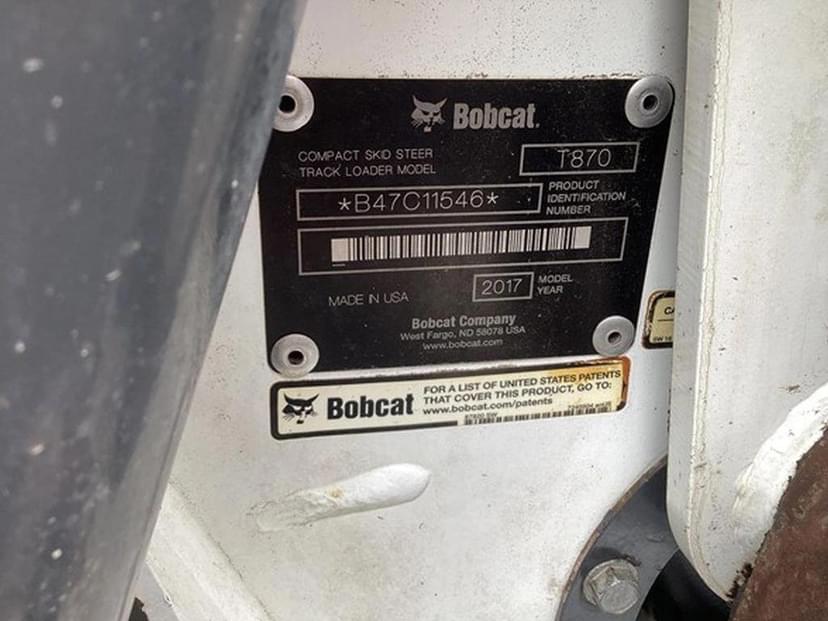 Bobcat.
COMPACT SKID STEER
TRACK LOADER MODEL
T870
*B47C11546*
PRODUCT
IDENTIFICATION
NUMBER
MADE IN USA
2017
MODEL
YEAR
Bobcat Company
West Fargo, ND 58078 USA
www.bobcat.com
Bobcat
FOR A LIST OF UNITED STATES PATENTS
THAT COVER THIS PRODUCT, GO TO:
www.bobcat.com/patents